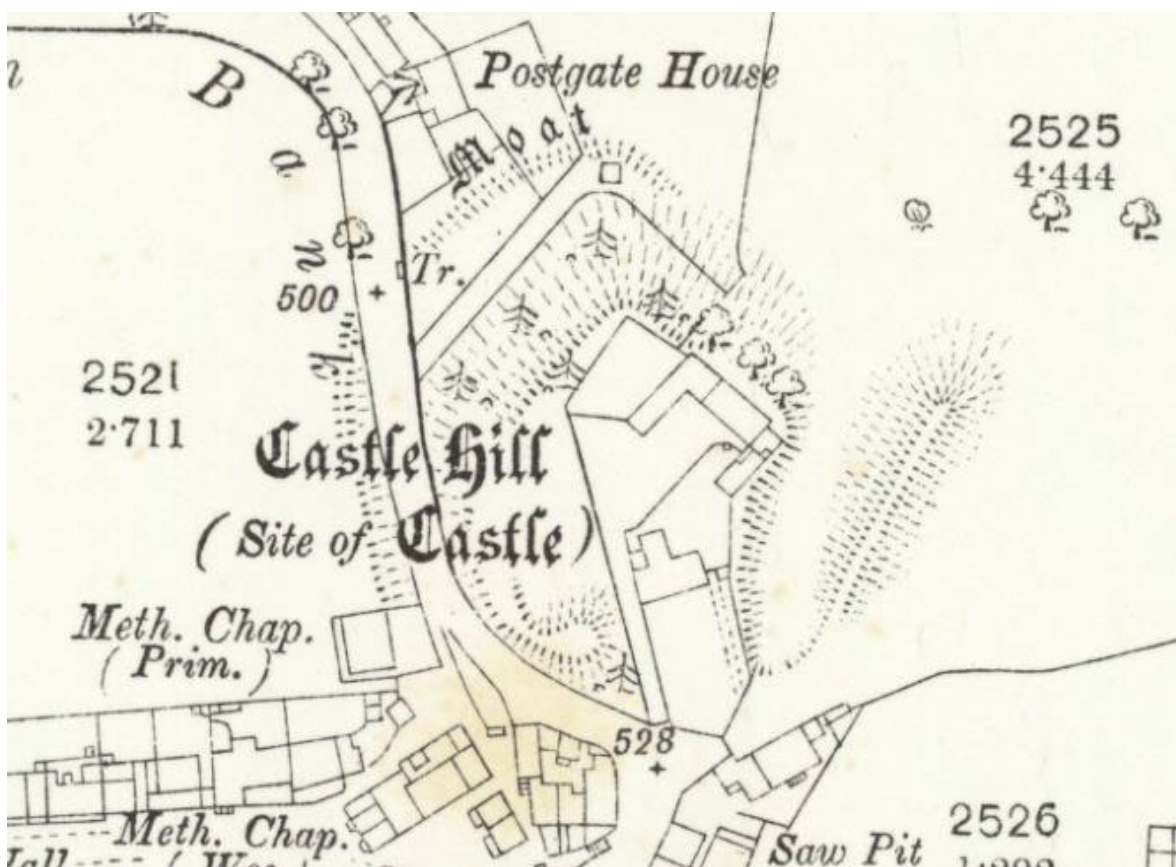 Postgate House
Bank
Moat
2525
4·444
Tr.
500
2521
2·711
Castle Hill
(Site of Castle)
Meth. Chap.
(Prim.)
528
2526
Meth. Chap.
Saw Pit